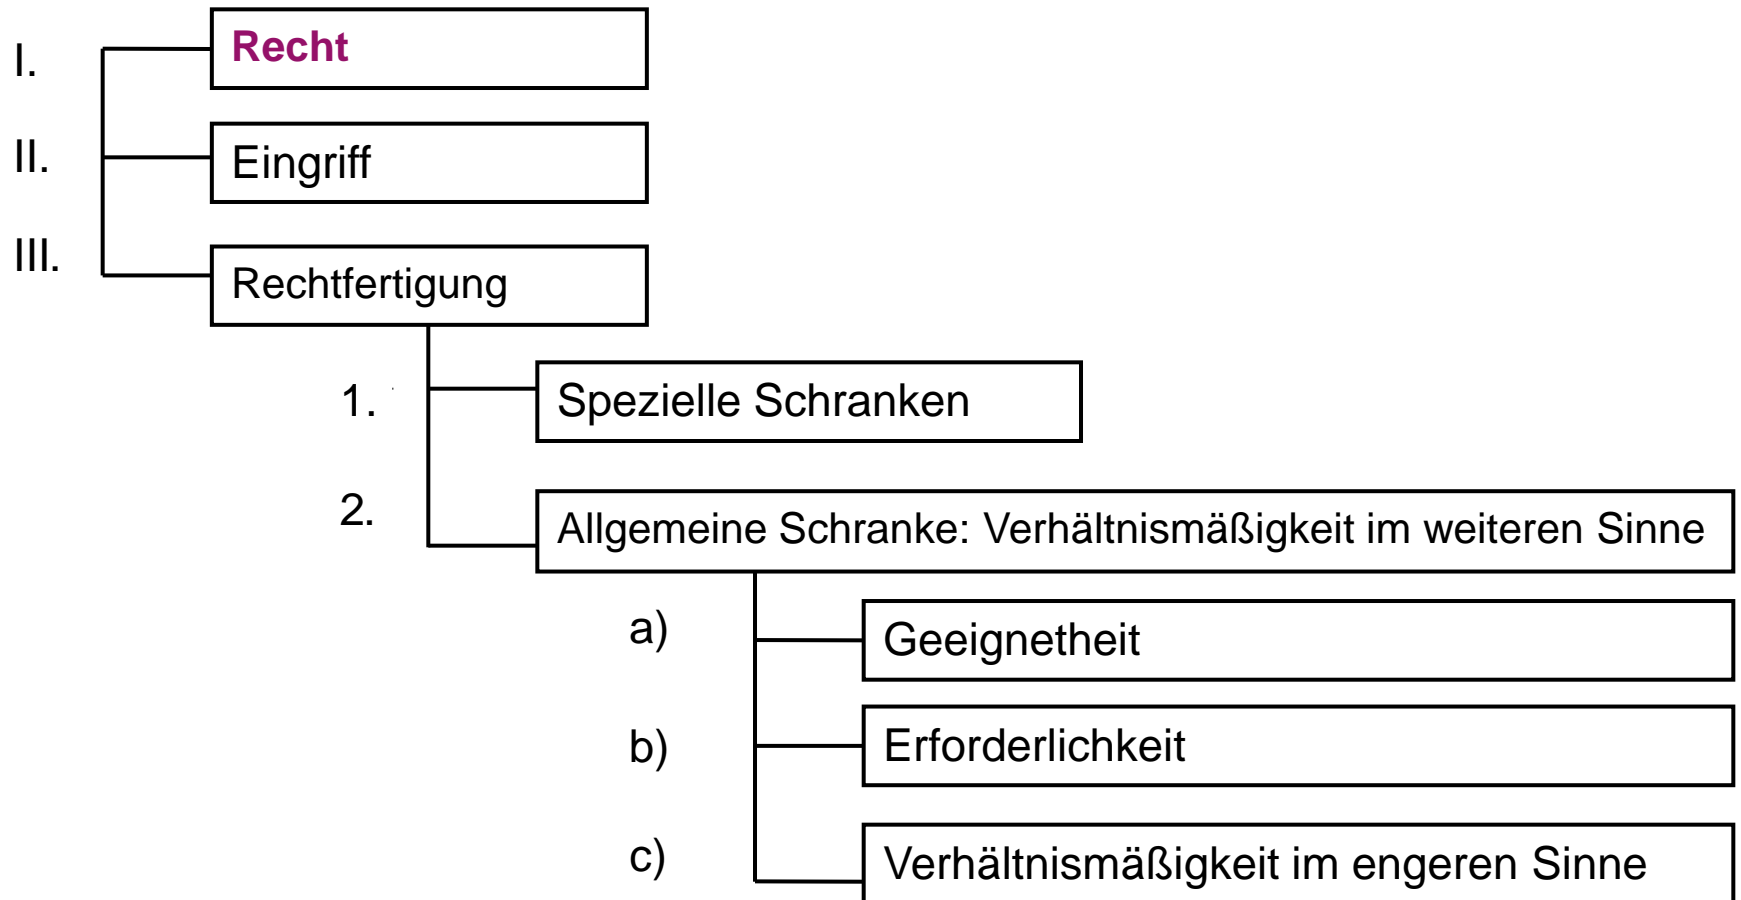 I. Recht
II. Eingriff
III. Rechtfertigung
1. Spezielle Schranken
2. Allgemeine Schranke: Verhältnismäßigkeit im weiteren Sinne
a) Geeignetheit
b) Erforderlichkeit
c) Verhältnismäßigkeit im engeren Sinne